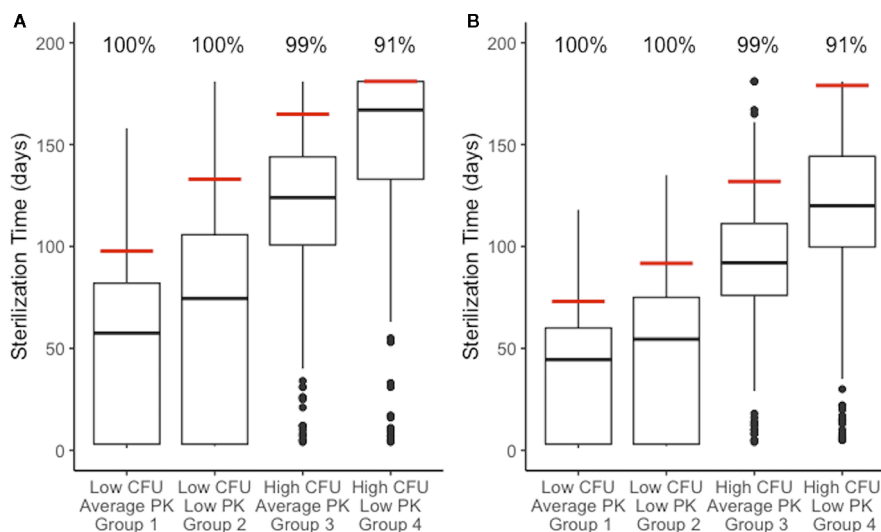 A
200
150
100
50
0
Sterilization Time (days)
100% 100% 99% 91%
Low CFU Low CFU High CFU High CFU
Average PK Low PK Average PK Low PK
Group 1 Group 2 Group 3 Group 4
B
200
150
100
50
0
Sterilization Time (days)
100% 100% 99% 91%
Low CFU Low CFU High CFU High CFU
Average PK Low PK Average PK Low PK
Group 1 Group 2 Group 3 Group 4